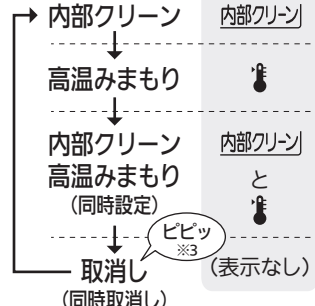 内部クリーン 内部クリーン
高温みまもり
内部クリーン 内部クリーン
高温みまもり と
(同時設定)
ピピッ
※3
取消し (表示なし)
(同時取消し)